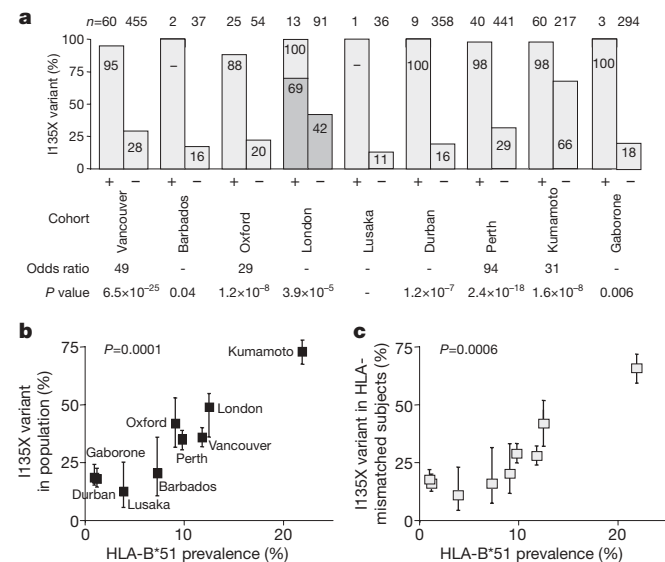 a
n=60 455 2 37 25 54 13 91 1 36 9 358 40 441 60 217 3 294
I135X variant (%)
100
75
50
25
0
95 28 – 16 88 20 100 69 42 – 11 100 16 98 29 98 66 100 18
+ – + – + – + – + – + – + – + – + –
Cohort Vancouver Barbados Oxford London Lusaka Durban Perth Kumamoto Gaborone
Odds ratio 49 - 29 - - 94 31 -
P value 6.5×10⁻²⁵ 0.04 1.2×10⁻⁸ 3.9×10⁻⁵ - 1.2×10⁻⁷ 2.4×10⁻¹⁸ 1.6×10⁻⁸ 0.006
b
P=0.0001
I135X variant
in population (%)
75
50
25
0
Kumamoto
London
Oxford
Vancouver
Perth
Gaborone
Barbados
Durban
Lusaka
0 10 20
HLA-B*51 prevalence (%)
c
P=0.0006
I135X variant in HLA-
mismatched subjects (%)
75
50
25
0
0 10 20
HLA-B*51 prevalence (%)